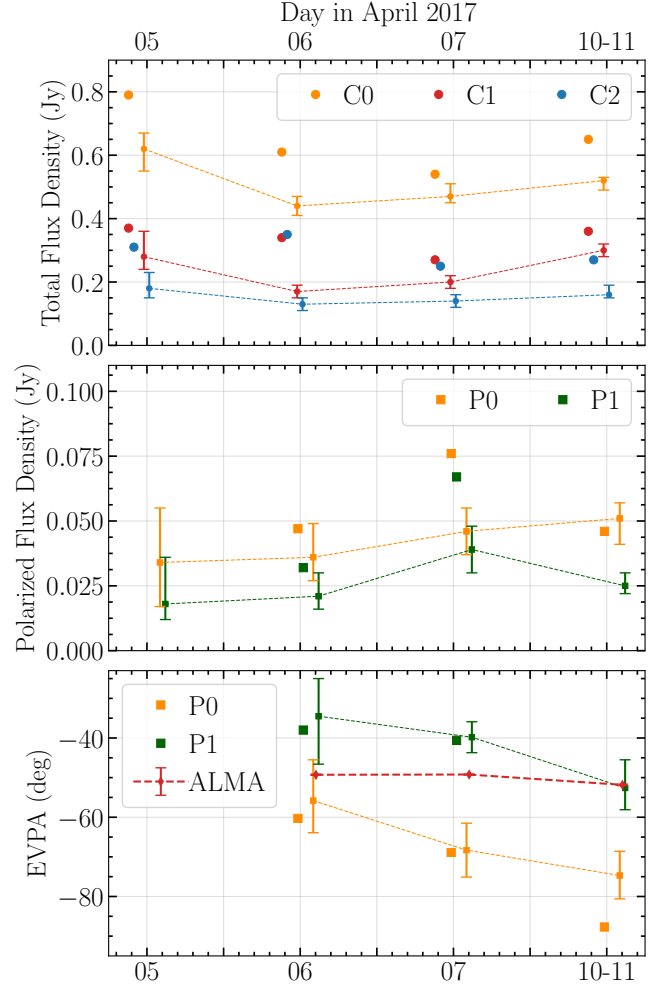 Day in April 2017
05 06 07 10-11
Total Flux Density (Jy)
0.8
0.6
0.4
0.2
0.0
C0 C1 C2
Polarized Flux Density (Jy)
0.100
0.075
0.050
0.025
0.000
P0 P1
EVPA (deg)
−40
−60
−80
P0
P1
ALMA
05 06 07 10-11